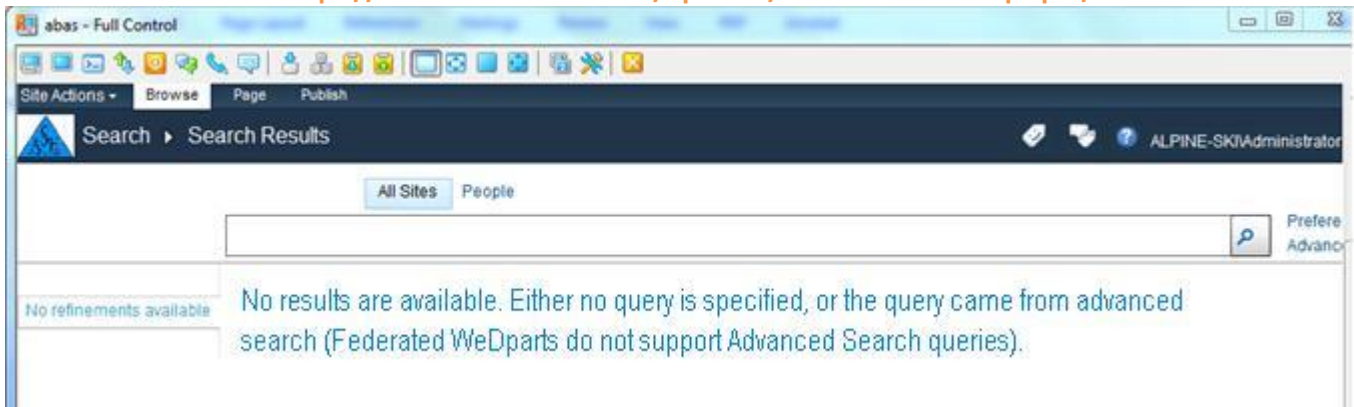 abas - Full Control
Site Actions Browse Page Publish
Search Search Results ALPINE-SKI\Administrator
All Sites People
Prefere
Advanc
No refinements available
No results are available. Either no query is specified, or the query came from advanced
search (Federated WeDparts do not support Advanced Search queries).